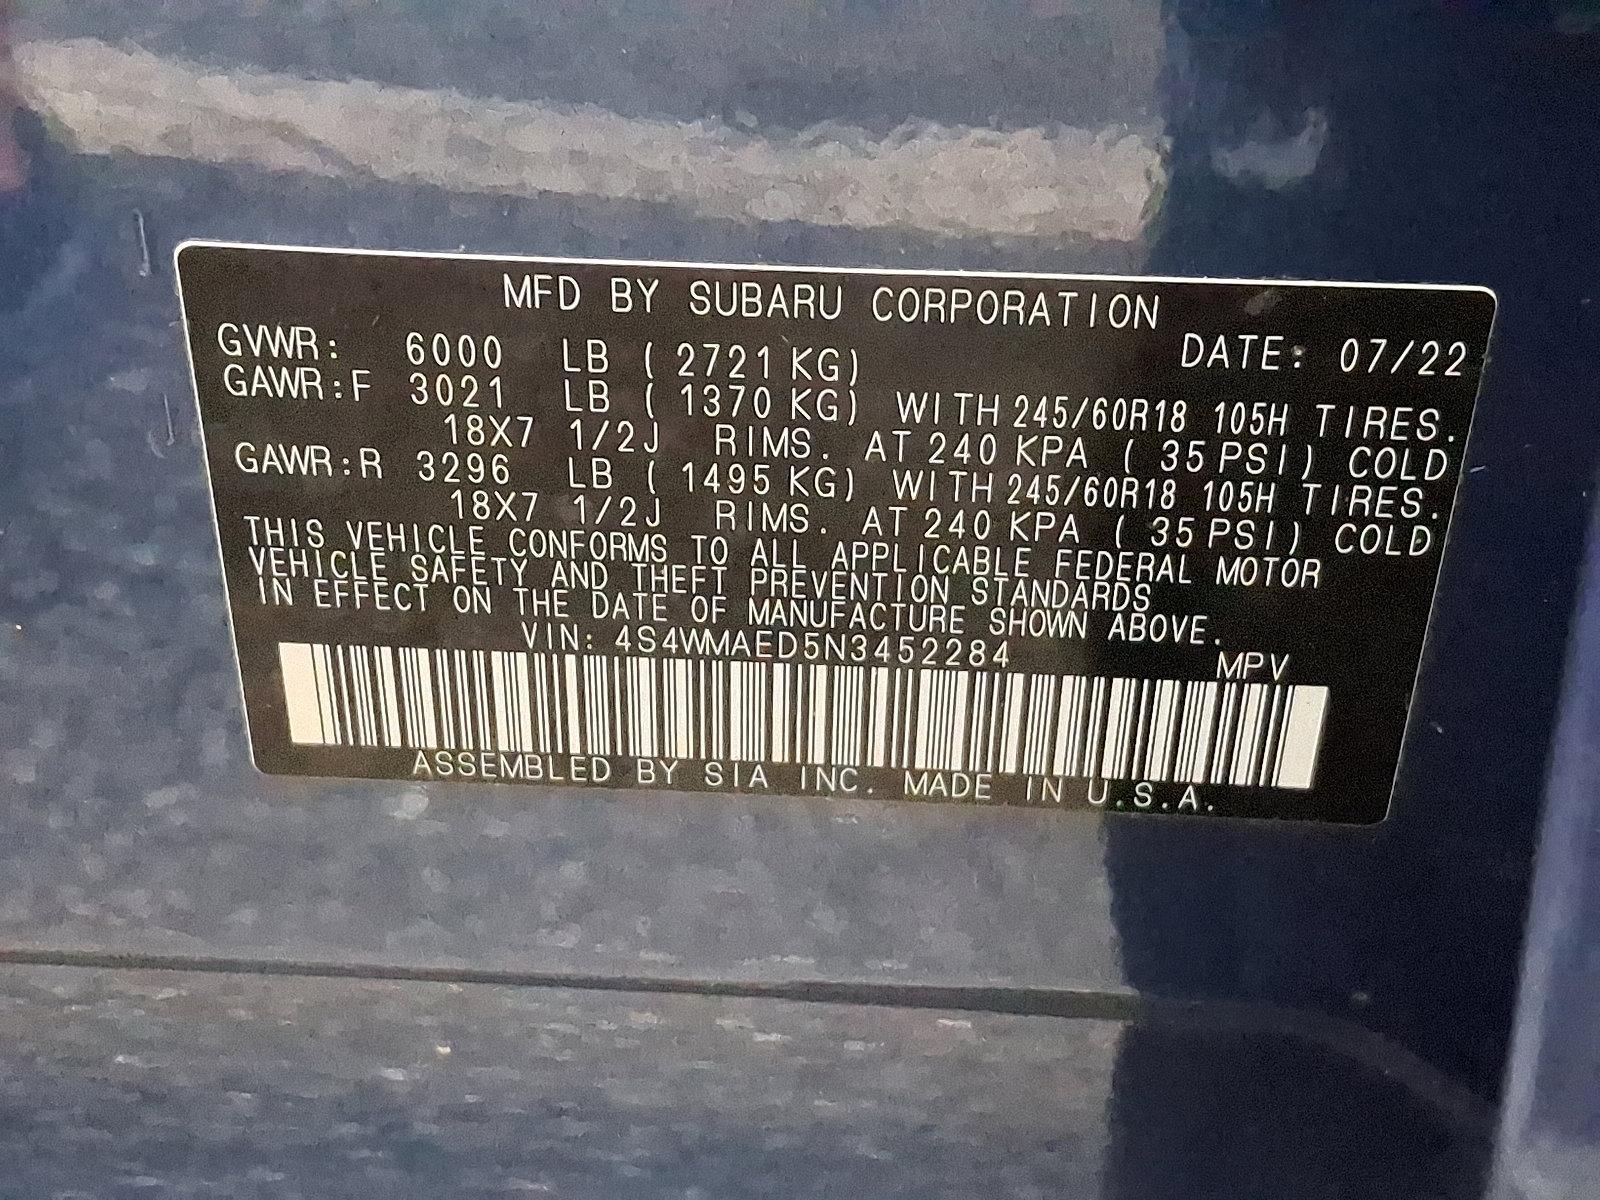 MFD BY SUBARU CORPORATION
GVWR: 6000 LB ( 2721 KG) DATE: 07/22
GAWR:F 3021 LB ( 1370 KG) WITH 245/60R18 105H TIRES.
18X7 1/2J RIMS. AT 240 KPA ( 35 PSI) COLD
GAWR:R 3296 LB ( 1495 KG) WITH 245/60R18 105H TIRES.
18X7 1/2J RIMS. AT 240 KPA ( 35 PSI) COLD
THIS VEHICLE CONFORMS TO ALL APPLICABLE FEDERAL MOTOR
VEHICLE SAFETY AND THEFT PREVENTION STANDARDS
IN EFFECT ON THE DATE OF MANUFACTURE SHOWN ABOVE.
VIN: 4S4WMAED5N3452284 MPV
ASSEMBLED BY SIA INC. MADE IN U.S.A.